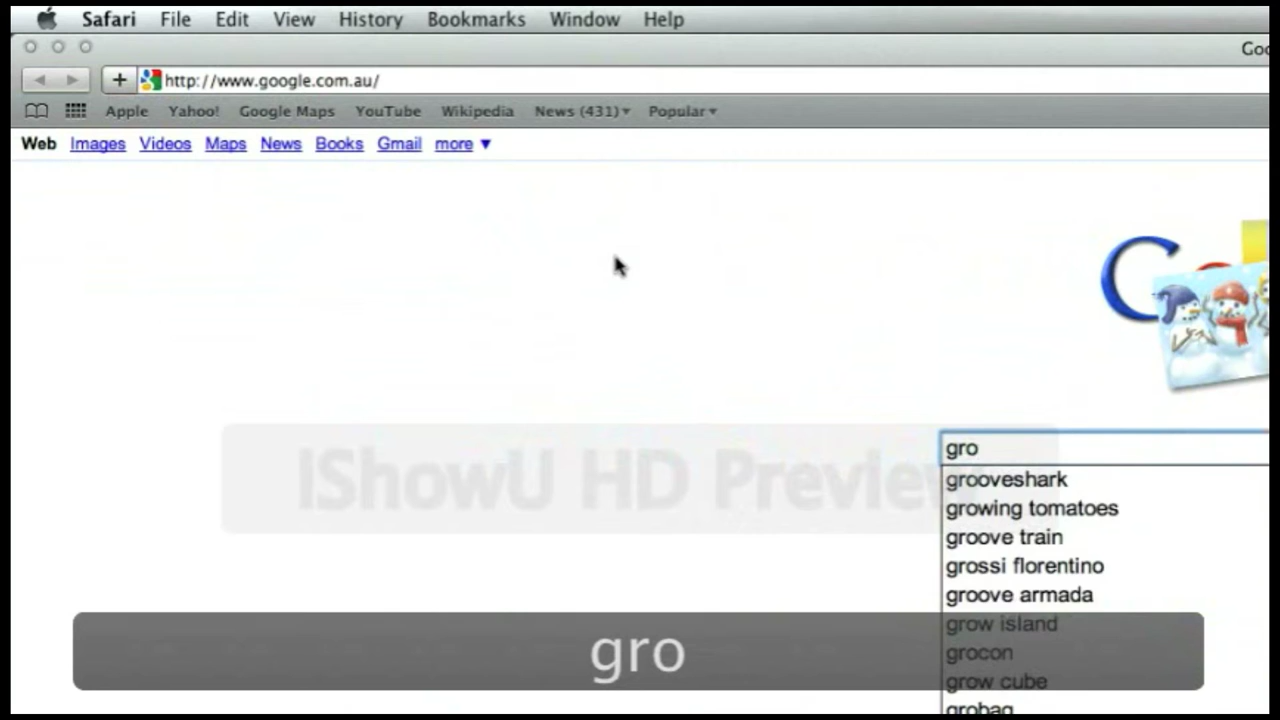 Safari File Edit View History Bookmarks Window Help
Goo
http://www.google.com.au/
Apple Yahoo! Google Maps YouTube Wikipedia News (431)▾ Popular▾
Web Images Videos Maps News Books Gmail more ▼
gro
IShowU HD Preview
grooveshark
growing tomatoes
groove train
grossi florentino
groove armada
grow island
grocon
grow cube
grobag
gro